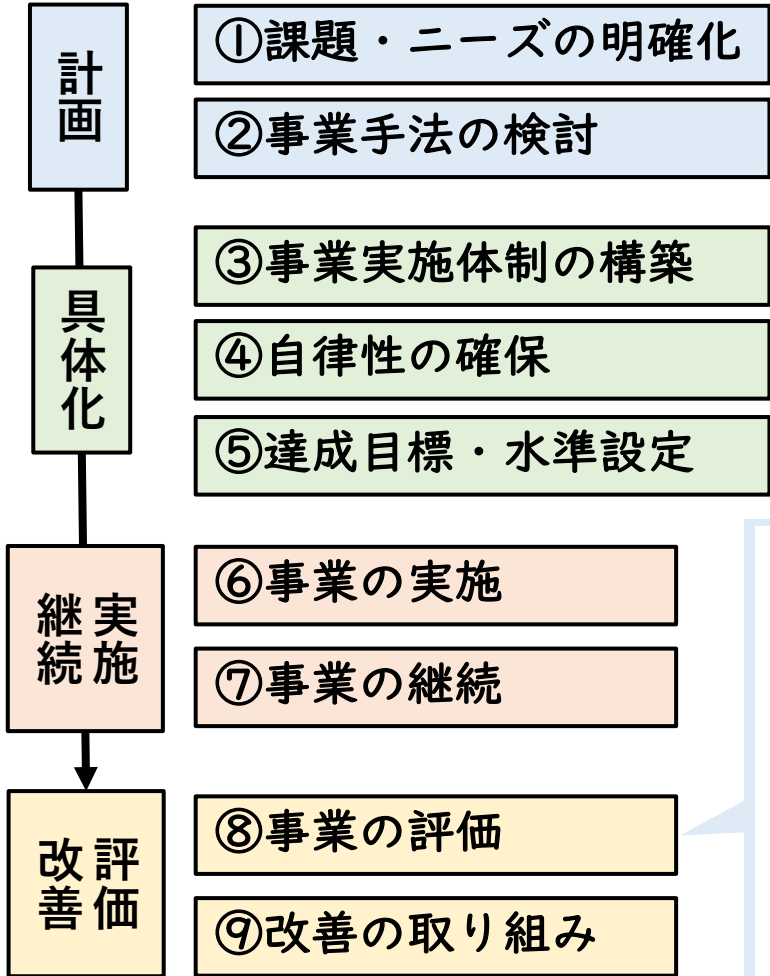 計画
①課題・ニーズの明確化
②事業手法の検討
具体化
③事業実施体制の構築
④自律性の確保
⑤達成目標・水準設定
実施
継続
⑥事業の実施
⑦事業の継続
評価
改善
⑧事業の評価
⑨改善の取り組み